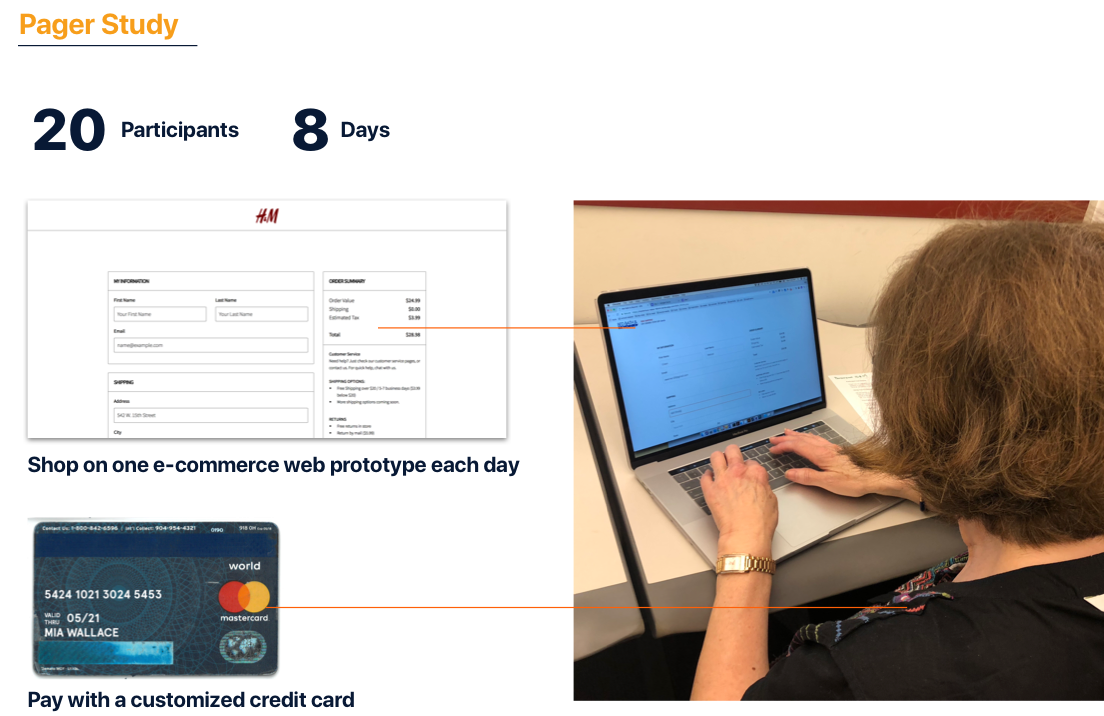 Pager Study
20 Participants 8 Days
H&M
MY INFORMATION
ORDER SUMMARY
First Name
Last Name
Your First Name
Your Last Name
Email
name@example.com
Order Value $24.99
Shipping $0.00
Estimated Tax $3.99
Total $28.98
Customer Service
Need help? Just check our customer service pages, or
contact us. For quick help, chat with us.
SHIPPING
Address
542 W. 15th Street
City
SHIPPING OPTIONS:
Free Shipping over $20 / 5-7 business days ($3.99
below $20)
More shipping options coming soon.
RETURNS
Free returns in store
Return by mail ($5.99)
Shop on one e-commerce web prototype each day
Contact Us: 1-800-842-6596 / Int'l Collect: 904-954-4321 0190 918 OH
world
5424 1021 3024 5453
VALID
THRU 05/21
MIA WALLACE
mastercard
Pay with a customized credit card